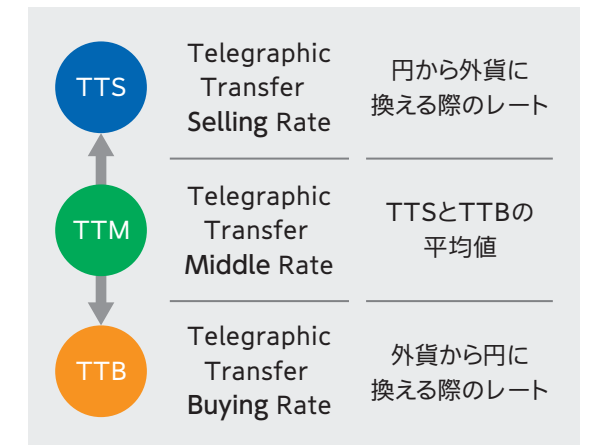 TTS
Telegraphic
Transfer
Selling Rate
円から外貨に
換える際のレート
TTM
Telegraphic
Transfer
Middle Rate
TTSとTTBの
平均値
TTB
Telegraphic
Transfer
Buying Rate
外貨から円に
換える際のレート